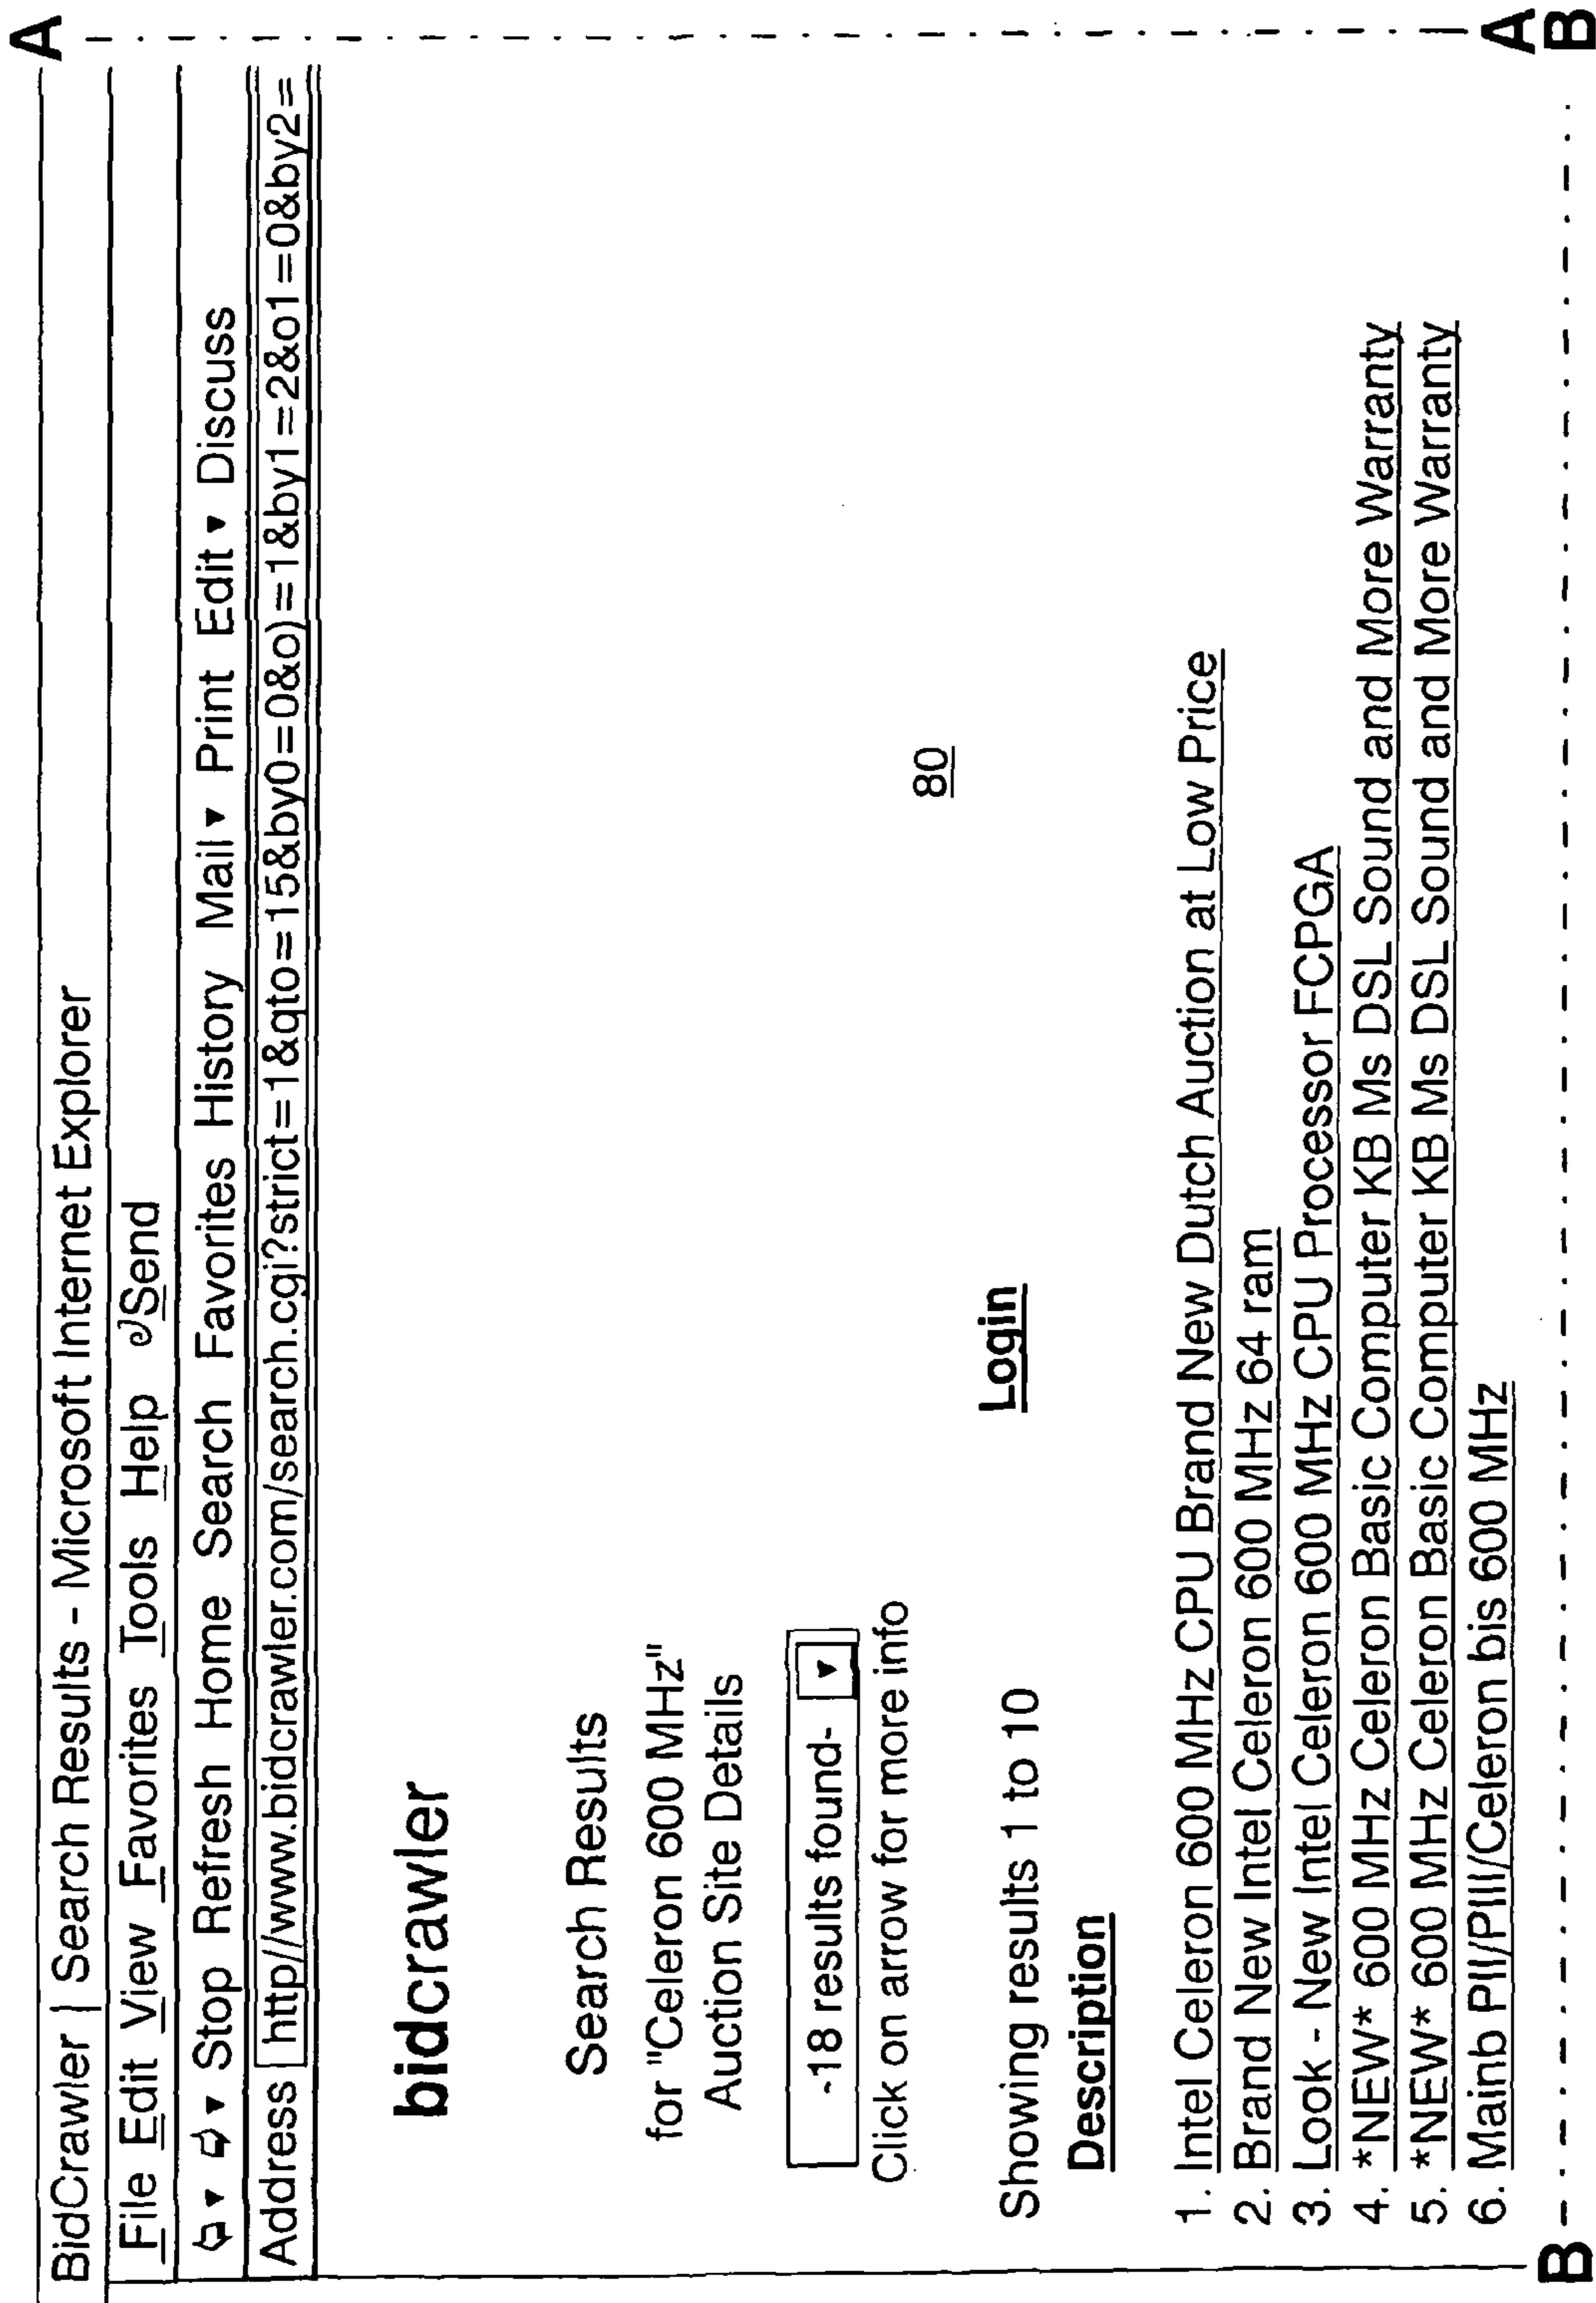 A
BidCrawler | Search Results - Microsoft Internet Explorer
File Edit View Favorites Tools Help Send
Stop Refresh Home Search Favorites History Mail Print Edit Discuss
Address http//www.bidcrawler.com/search.cgi?strict=1&qto=15&by0=0&o)=1&by1=2&o1=0&by2=
bidcrawler
Search Results
for "Celeron 600 MHz"
Auction Site Details
-18 results found-
Click on arrow for more info
80
Login
Showing results 1 to 10
Description
1. Intel Celeron 600 MHz CPU Brand New Dutch Auction at Low Price
2. Brand New Intel Celeron 600 MHz 64 ram
3. Look - New Intel Celeron 600 MHz CPU Processor FCPGA
4. *NEW* 600 MHz Celeron Basic Computer KB Ms DSL Sound and More Warranty
5. *NEW* 600 MHz Celeron Basic Computer KB Ms DSL Sound and More Warranty
6. Mainb PII/PIII/Celeron bis 600 MHz
A
B
B